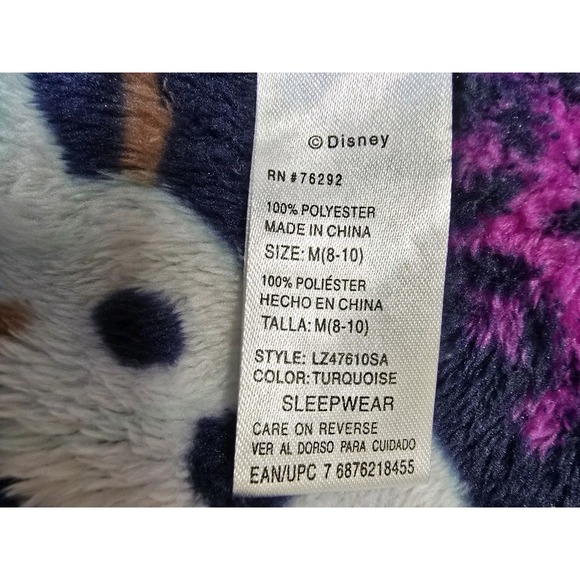 © Disney
RN #76292
100% POLYESTER
MADE IN CHINA
SIZE: M(8-10)
100% POLIÉSTER
HECHO EN CHINA
TALLA: M(8-10)
STYLE: LZ47610SA
COLOR: TURQUOISE
SLEEPWEAR
CARE ON REVERSE
VER AL DORSO PARA CUIDADO
EAN/UPC 7 6876218455